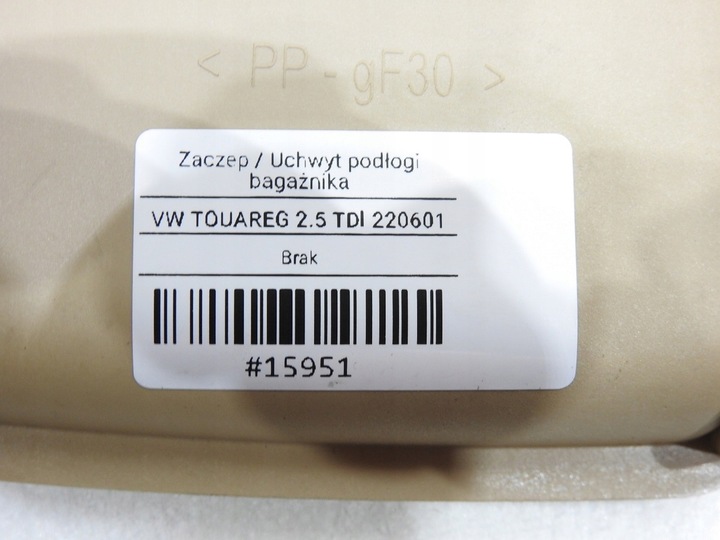 < PP - gF30 >
Zaczep / Uchwyt podłogi
bagażnika
VW TOUAREG 2.5 TDI 220601
Brak
#15951